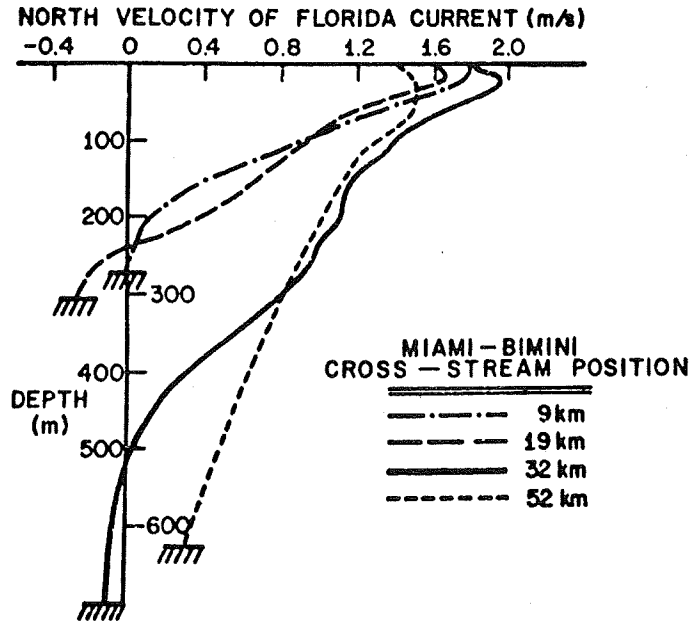 NORTH VELOCITY OF FLORIDA CURRENT (m/s)
-0.4 0 0.4 0.8 1.2 1.6 2.0
100
200
300
400
500
600
DEPTH
(m)
MIAMI - BIMINI
CROSS - STREAM POSITION
9 km
19 km
32 km
52 km